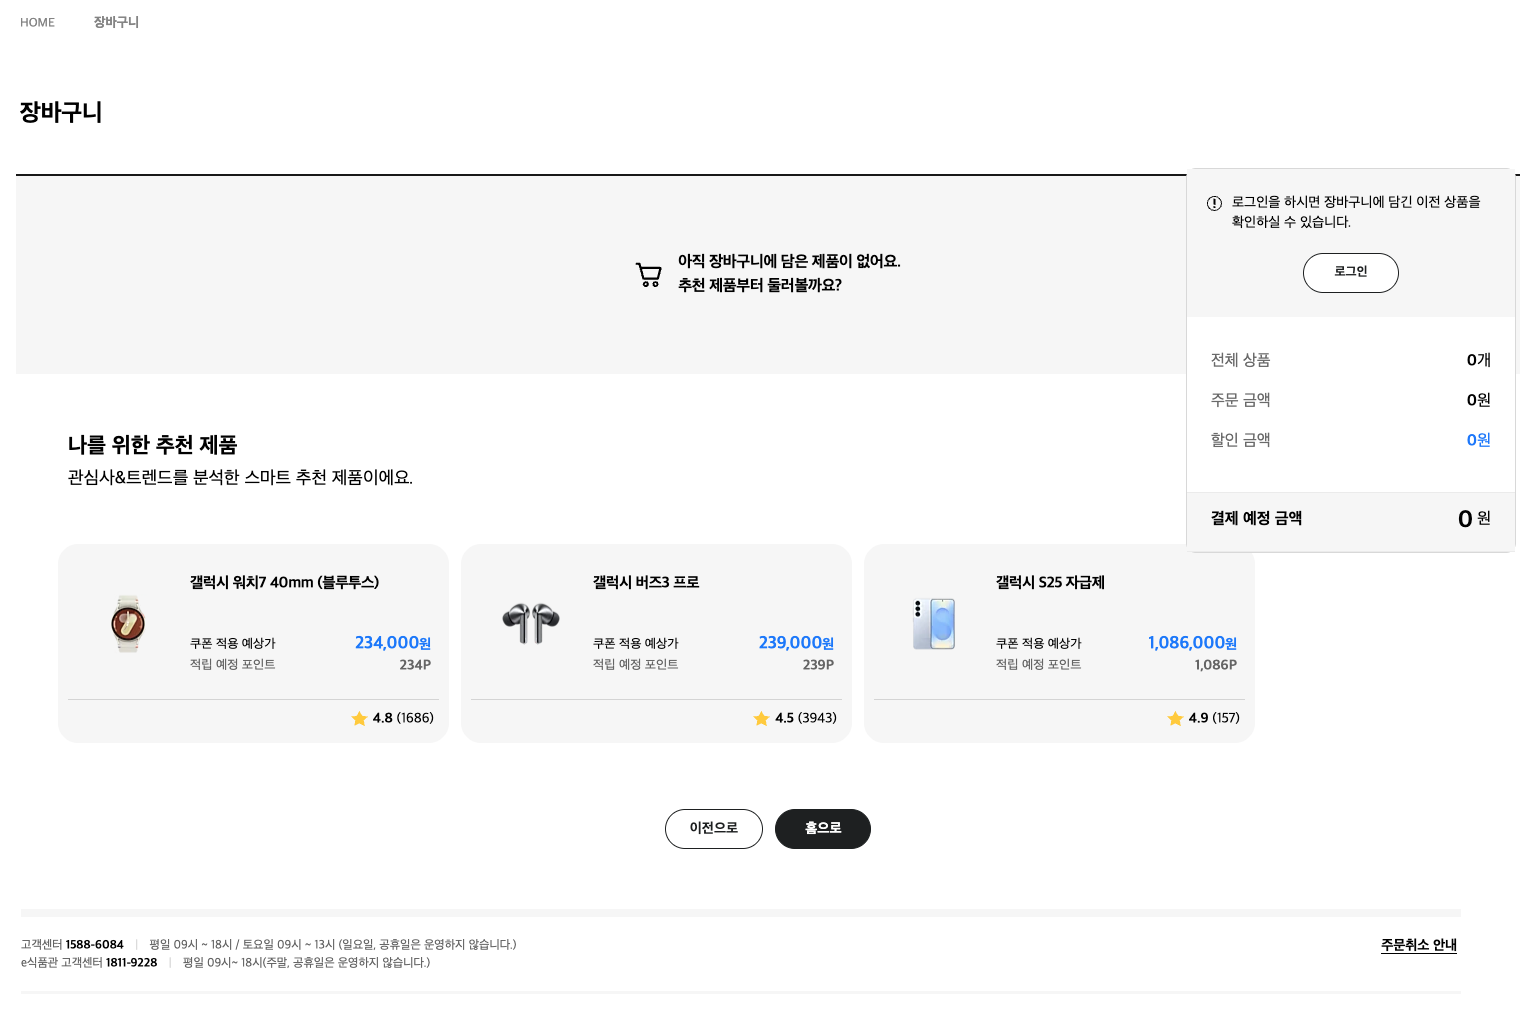 HOME 장바구니
장바구니
아직 장바구니에 담은 제품이 없어요.
추천 제품부터 둘러볼까요?
로그인을 하시면 장바구니에 담긴 이전 상품을
확인하실 수 있습니다.
로그인
전체 상품 0개
주문 금액 0원
할인 금액 0원
결제 예정 금액 0 원
나를 위한 추천 제품
관심사&트렌드를 분석한 스마트 추천 제품이에요.
갤럭시 워치7 40mm (블루투스)
쿠폰 적용 예상가 234,000원
적립 예정 포인트 234P
4.8 (1686)
갤럭시 버즈3 프로
쿠폰 적용 예상가 239,000원
적립 예정 포인트 239P
4.5 (3943)
갤럭시 S25 자급제
쿠폰 적용 예상가 1,086,000원
적립 예정 포인트 1,086P
4.9 (157)
이전으로 홈으로
고객센터 1588-6084 | 평일 09시 ~ 18시 / 토요일 09시 ~ 13시 (일요일, 공휴일은 운영하지 않습니다.)
e식품관 고객센터 1811-9228 | 평일 09시~ 18시(주말, 공휴일은 운영하지 않습니다.)
주문취소 안내